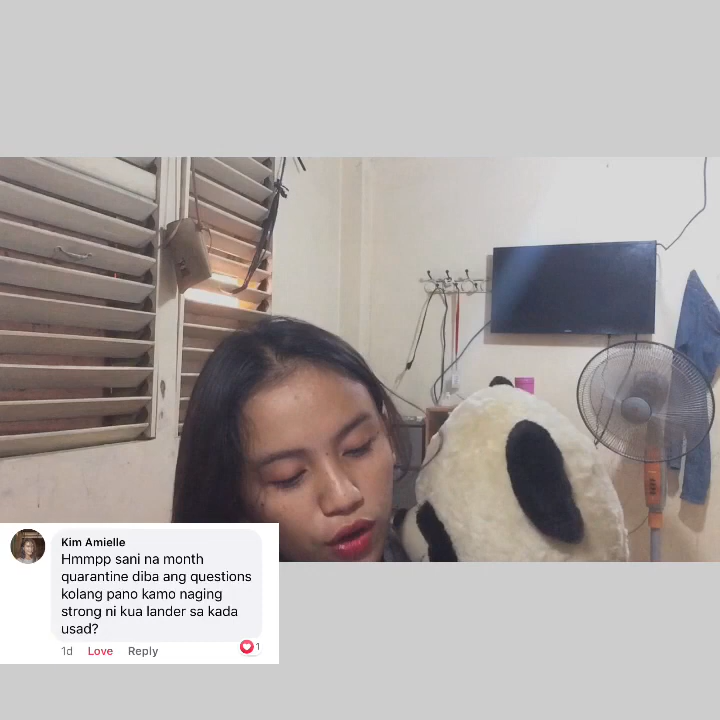 Kim Amielle
Hmmpp sani na month
quarantine diba ang questions
kolang pano kamo naging
strong ni kua lander sa kada
usad?
1d Love Reply
1